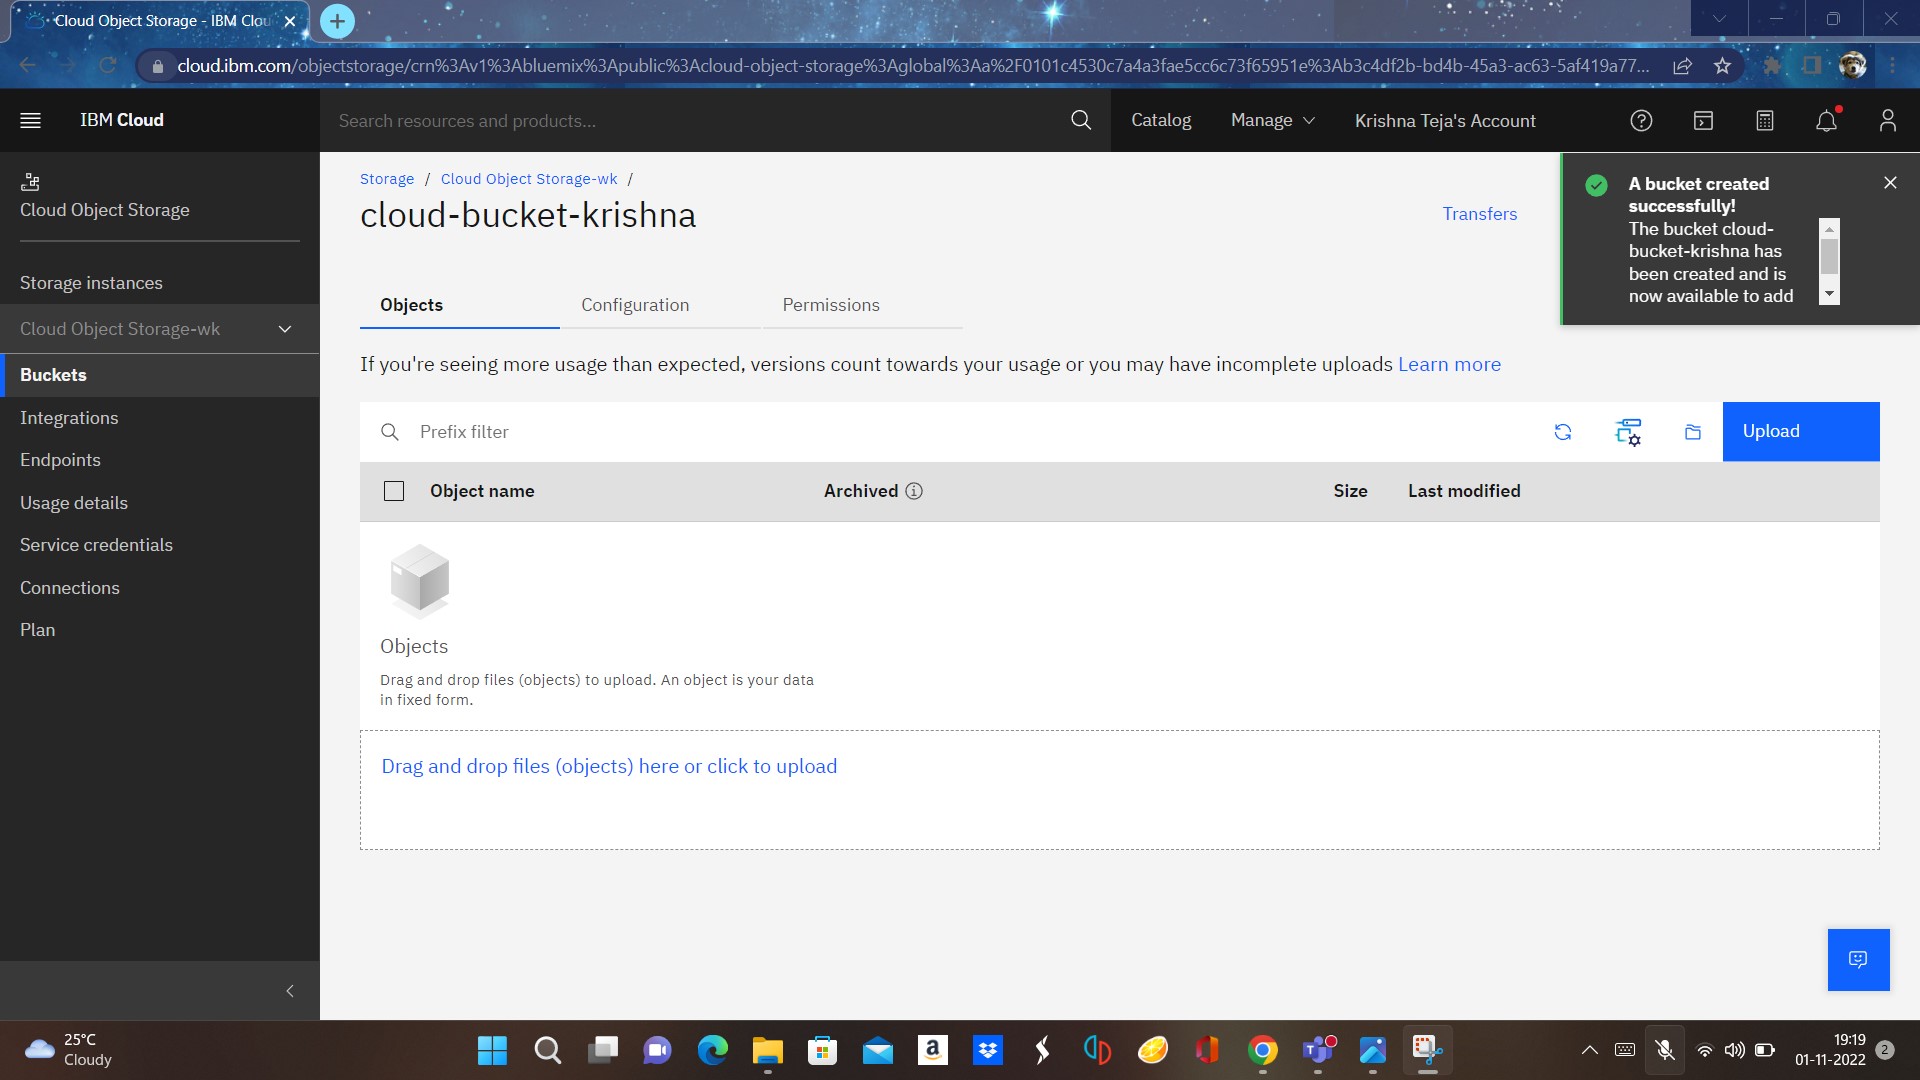 Cloud Object Storage - IBM Clou
cloud.ibm.com/objectstorage/crn%3Av1%3Abluemix%3Apublic%3Acloud-object-storage%3Aglobal%3Aa%2F0101c4530c7a4a3fae5cc6c73f65951e%3Ab3c4df2b-bd4b-45a3-ac63-5af419a77...
IBM Cloud
Search resources and products...
Catalog
Manage
Krishna Teja's Account
Cloud Object Storage
Storage instances
Cloud Object Storage-wk
Buckets
Integrations
Endpoints
Usage details
Service credentials
Connections
Plan
Storage / Cloud Object Storage-wk /
cloud-bucket-krishna
Transfers
A bucket created
successfully!
The bucket cloud-
bucket-krishna has
been created and is
now available to add
Objects
Configuration
Permissions
If you're seeing more usage than expected, versions count towards your usage or you may have incomplete uploads Learn more
Prefix filter
Upload
Object name
Archived
Size
Last modified
Objects
Drag and drop files (objects) to upload. An object is your data
in fixed form.
Drag and drop files (objects) here or click to upload
25°C
Cloudy
19:19
01-11-2022
2